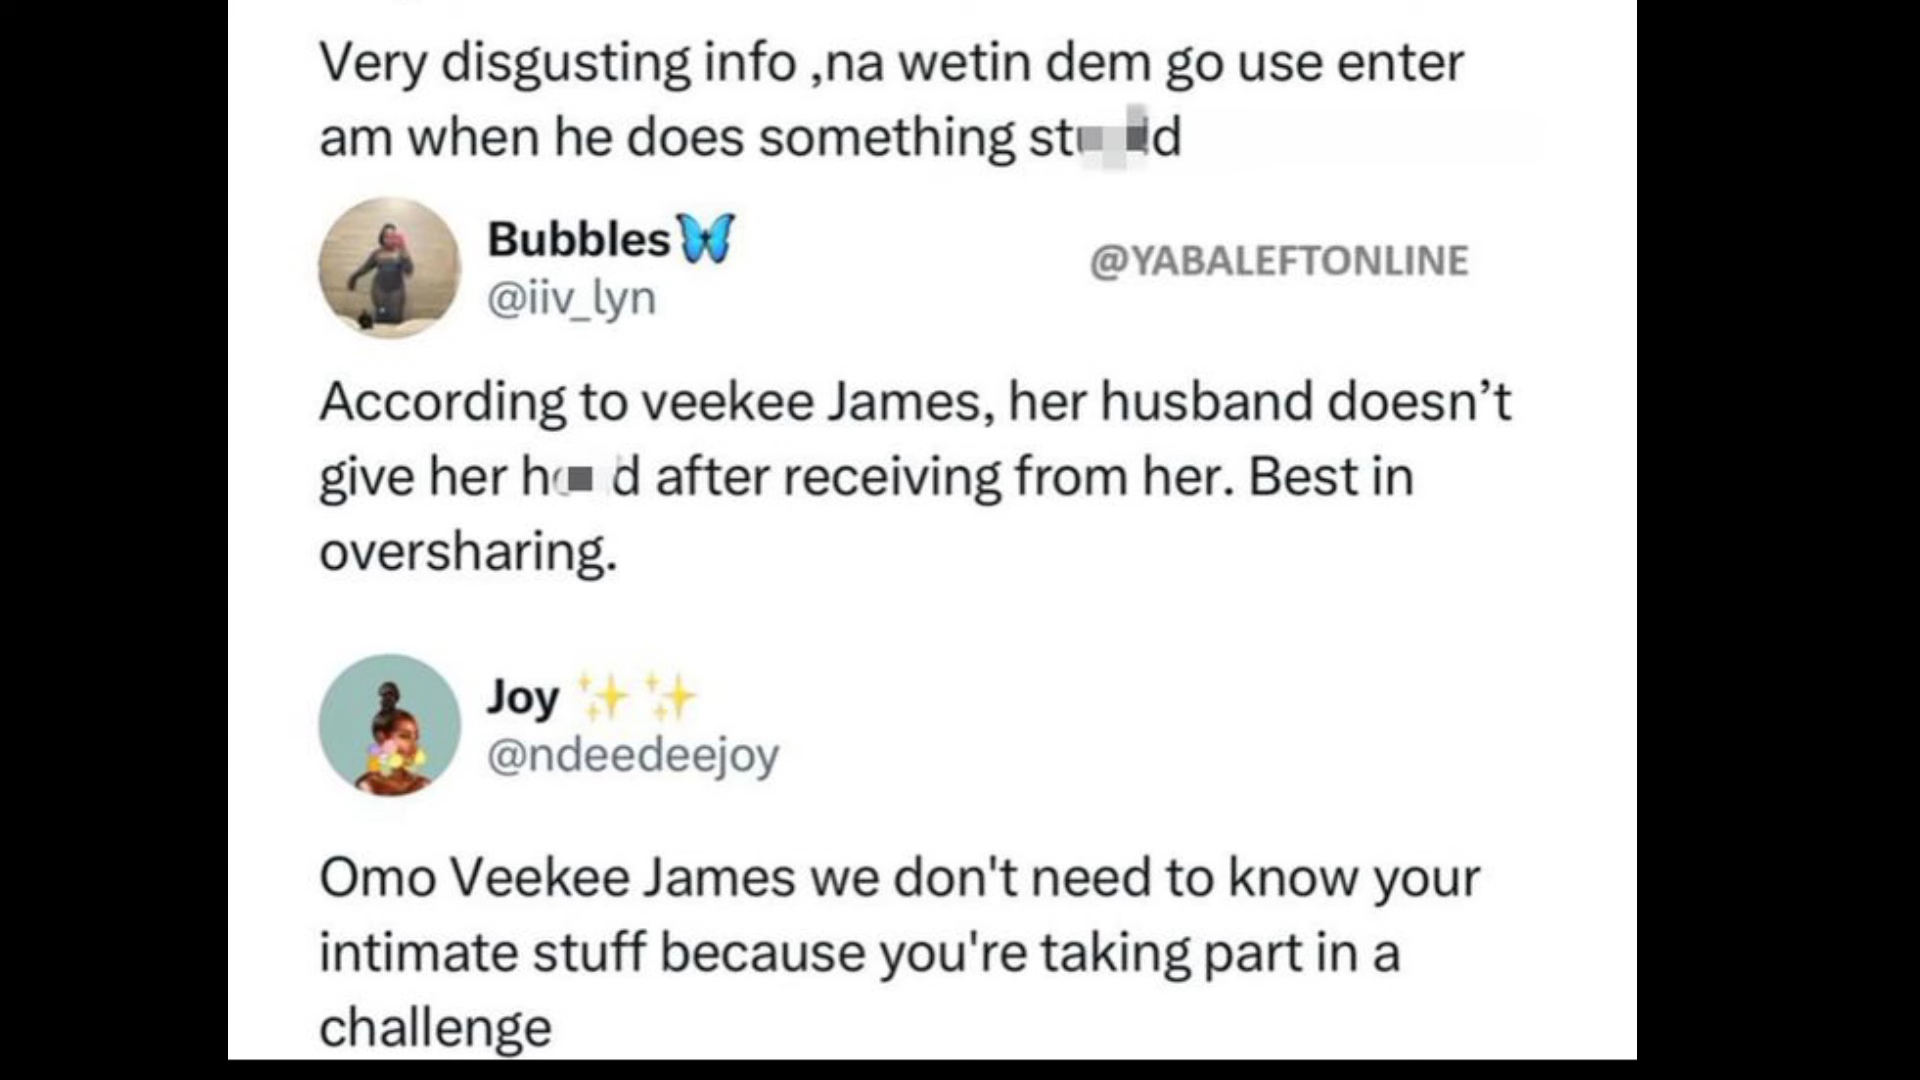 Very disgusting info ,na wetin dem go use enter
am when he does something
Bubbles🦋
@YABALEFTONLINE
@iiv_lyn
According to veekee James, her husband doesn’t
give her after receiving from her. Best in
oversharing.
Joy ✨ ✨
@ndeedeejoy
Omo Veekee James we don't need to know your
intimate stuff because you're taking part in a
challenge